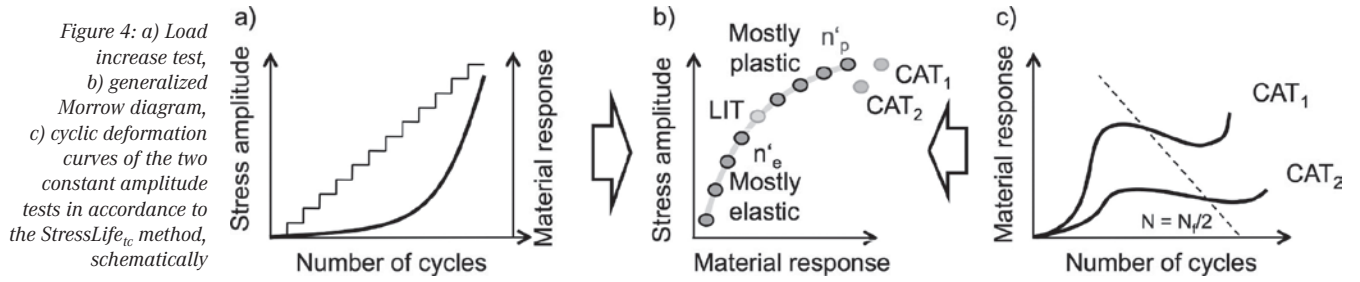 Figure 4: a) Load
increase test,
b) generalized
Morrow diagram,
c) cyclic deformation
curves of the two
constant amplitude
tests in accordance to
the StressLifetc method,
schematically
a)
Stress amplitude
Material response
Number of cycles
b)
Stress amplitude
Mostly
plastic
n'p
CAT1
CAT2
LIT
n'e
Mostly
elastic
Material response
c)
Material response
CAT1
CAT2
N = Nf/2
Number of cycles